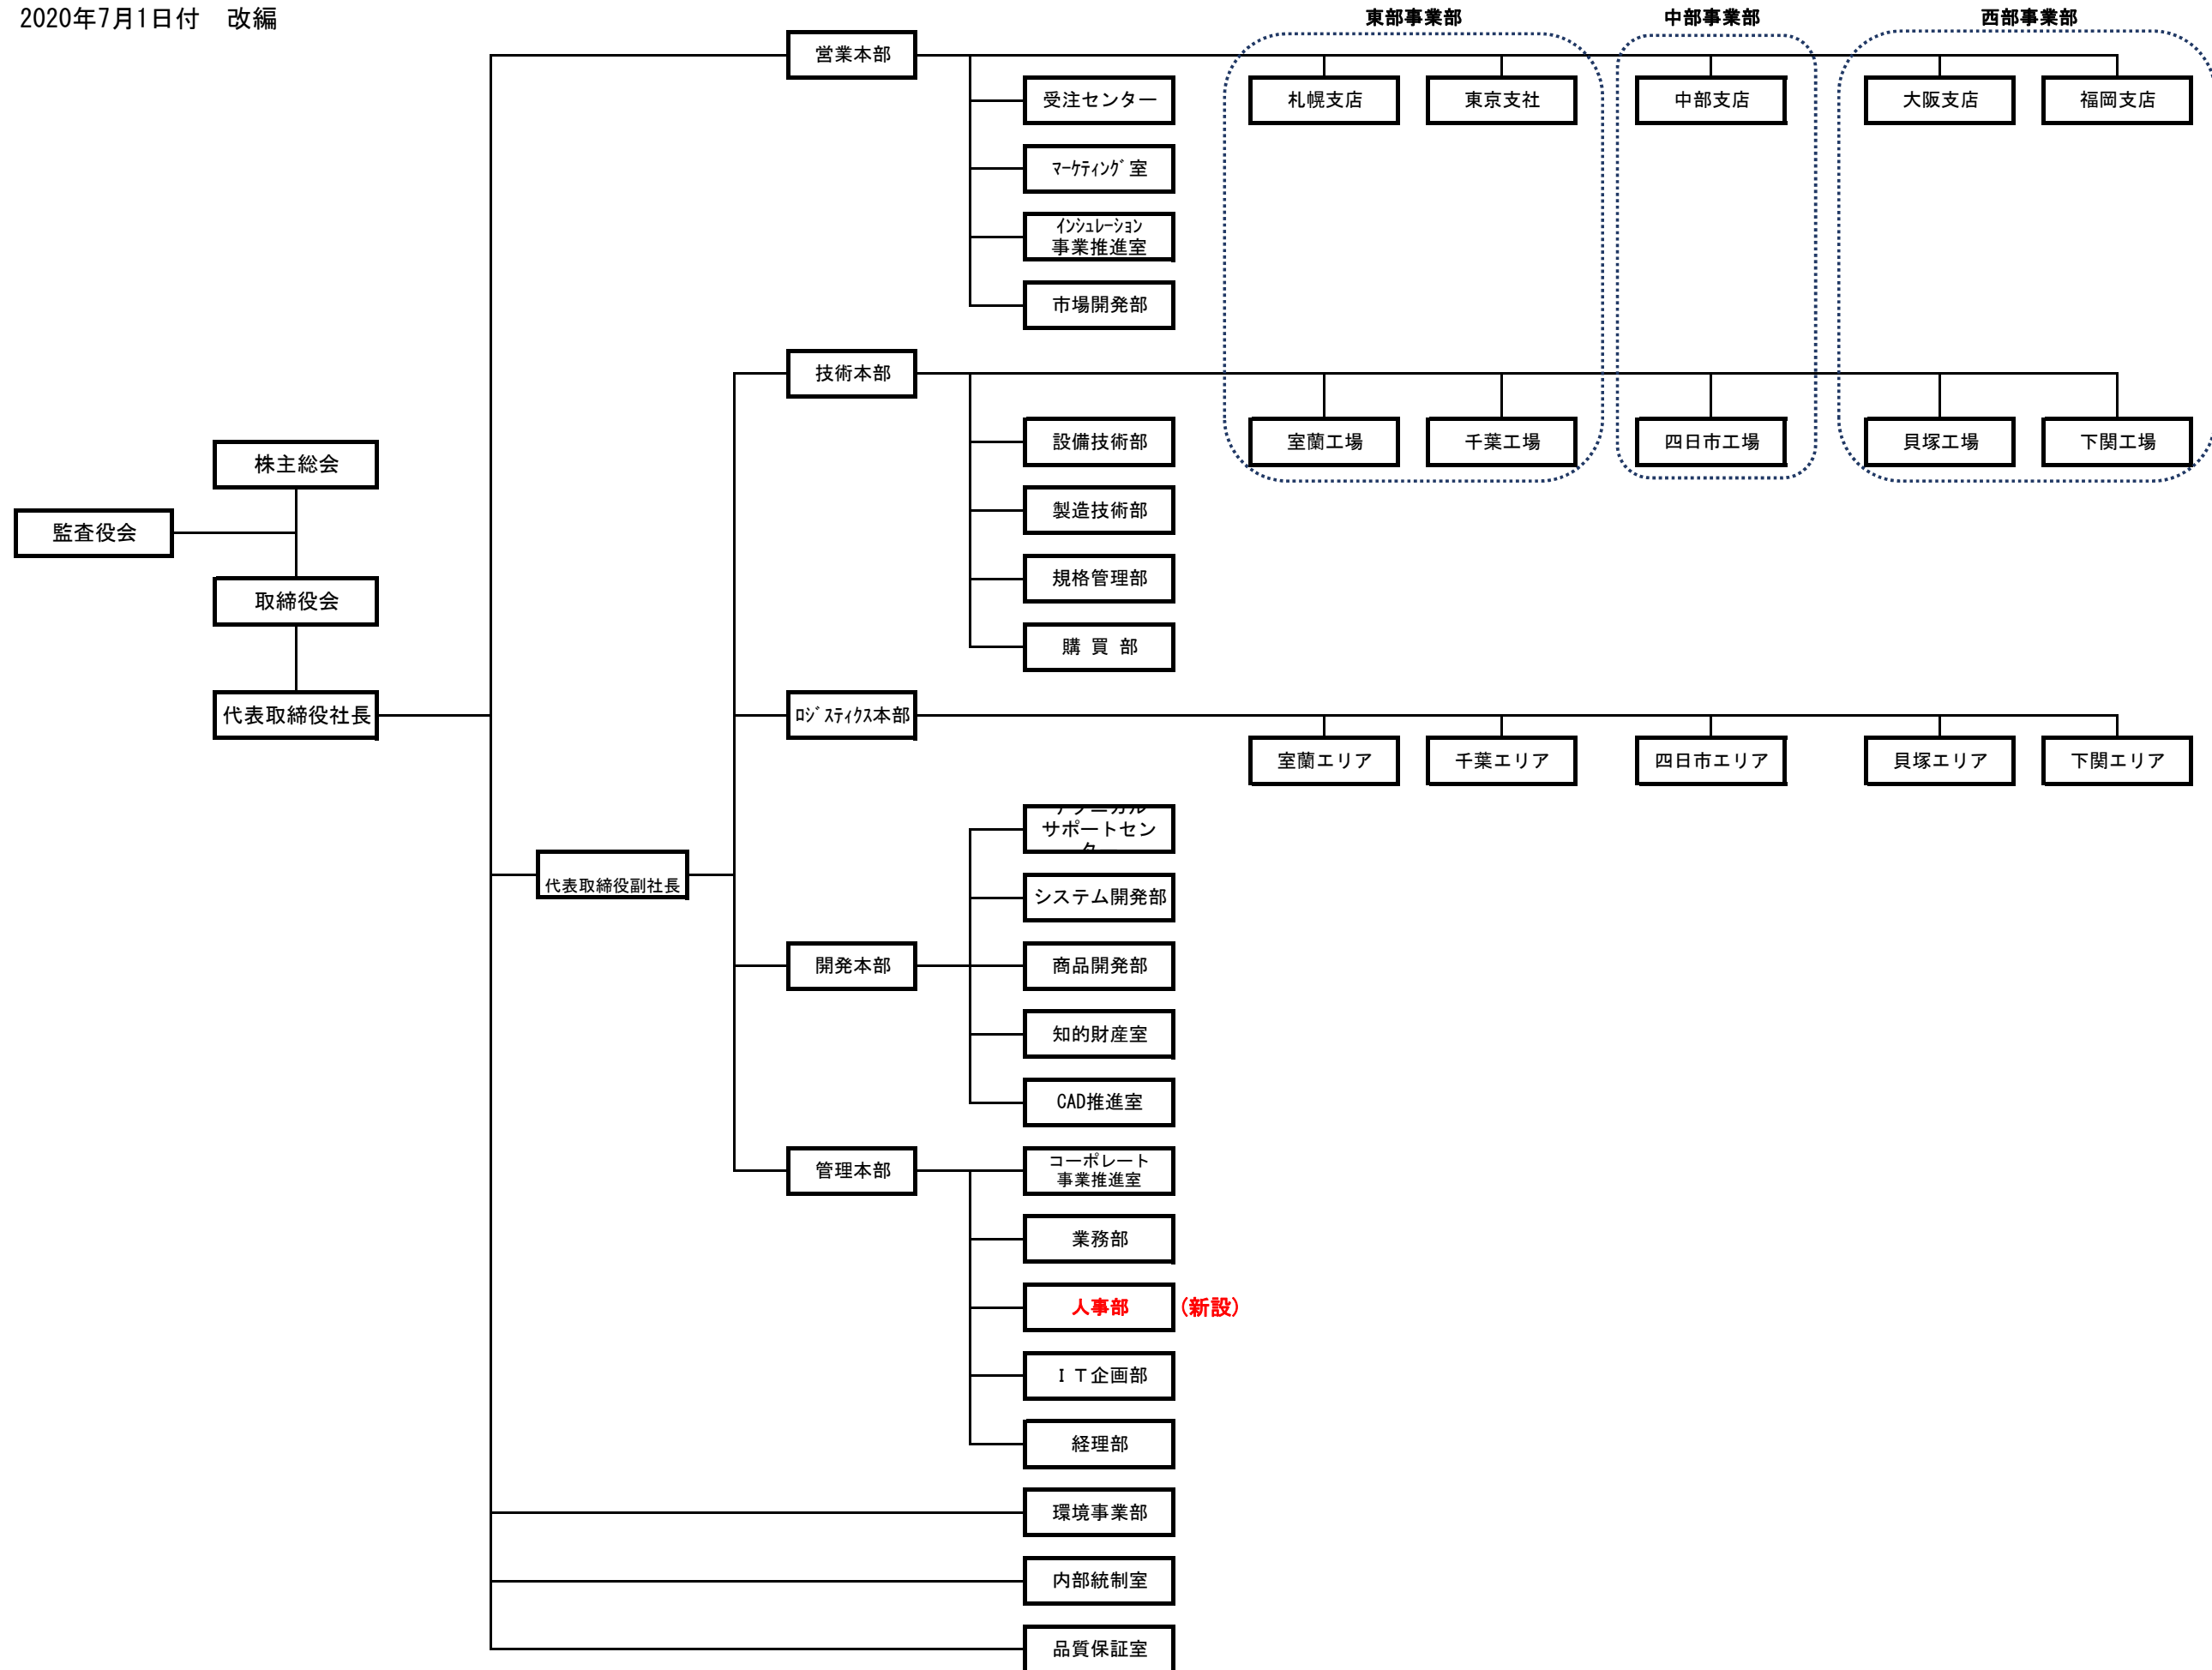 2020年7月1日付　改編
東部事業部
中部事業部
西部事業部
営業本部
受注センター
札幌支店
東京支社
中部支店
大阪支店
福岡支店
ﾏｰｹﾃｨﾝｸﾞ室
ｲﾝｼｭﾚｰｼｮﾝ
事業推進室
市場開発部
技術本部
設備技術部
室蘭工場
千葉工場
四日市工場
貝塚工場
下関工場
株主総会
製造技術部
監査役会
規格管理部
取締役会
購 買 部
代表取締役社長
ﾛｼﾞｽﾃｨｸｽ本部
室蘭エリア
千葉エリア
四日市エリア
貝塚エリア
下関エリア
テクニカル
サポートセン
ター
代表取締役副社長
システム開発部
開発本部
商品開発部
知的財産室
CAD推進室
管理本部
コーポレート
事業推進室
業務部
人事部
(新設)
ＩＴ企画部
経理部
環境事業部
内部統制室
品質保証室